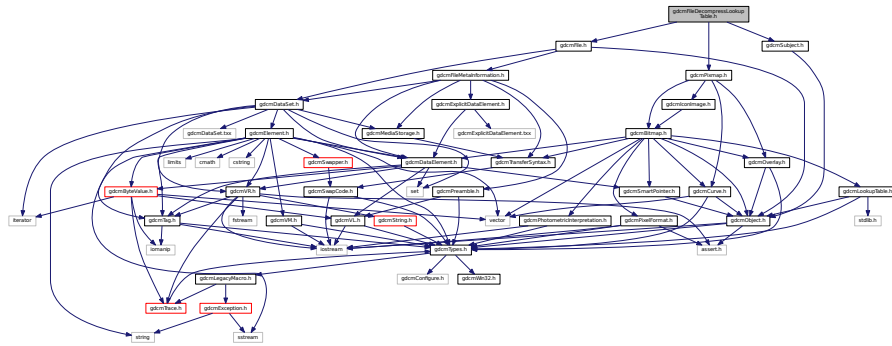 gdcmFileDecompressLookup
Table.h
gdcmFile.h
gdcmPixmap.h
gdcmSubject.h
gdcmFileMetaInformation.h
gdcmIconImage.h
gdcmDataSet.h
gdcmExplicitDataElement.h
gdcmDataSet.txx
gdcmElement.h
gdcmMediaStorage.h
gdcmExplicitDataElement.txx
gdcmBitmap.h
limits
cmath
cstring
gdcmSwapper.h
gdcmDataElement.h
gdcmTransferSyntax.h
gdcmOverlay.h
gdcmByteValue.h
gdcmVR.h
gdcmSwapCode.h
set
gdcmPreamble.h
gdcmSmartPointer.h
gdcmCurve.h
gdcmLookupTable.h
iterator
gdcmTag.h
fstream
gdcmVM.h
gdcmVL.h
gdcmString.h
vector
gdcmPhotometricInterpretation.h
gdcmPixelFormat.h
gdcmObject.h
stdlib.h
iomanip
iostream
gdcmTypes.h
assert.h
gdcmLegacyMacro.h
gdcmConfigure.h
gdcmWin32.h
gdcmTrace.h
gdcmException.h
string
sstream